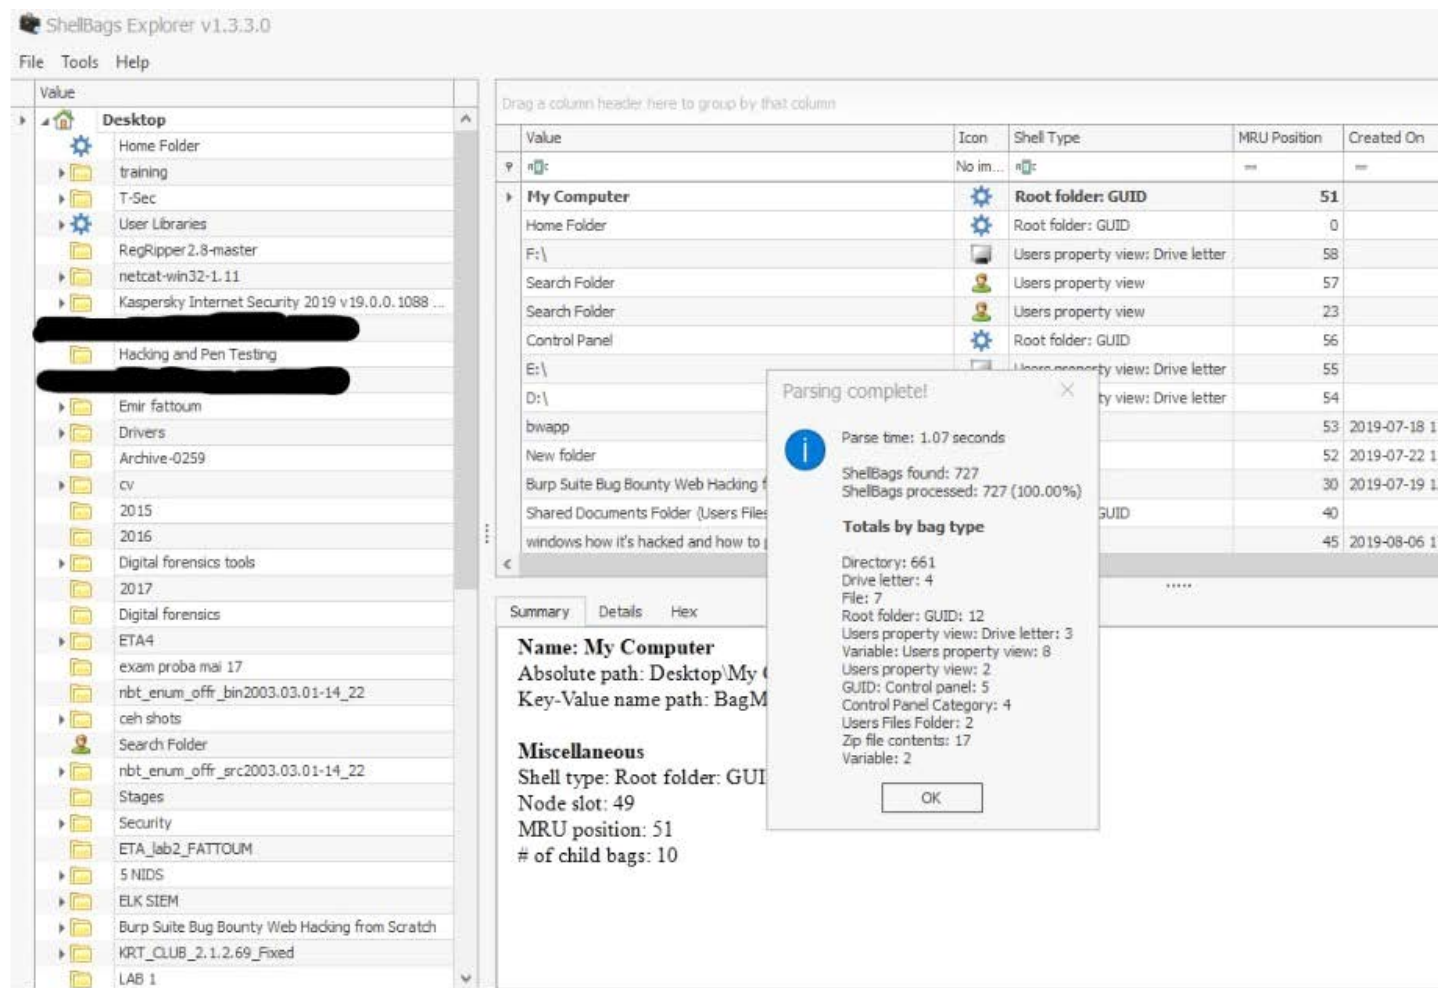 ShellBags Explorer v1.3.3.0
File Tools Help
Value
Desktop
Home Folder
training
T-Sec
User Libraries
RegRipper2.8-master
netcat-win32-1.11
Kaspersky Internet Security 2019 v19.0.0.1088 ...
Hacking and Pen Testing
Emir fattoum
Drivers
Archive-0259
cv
2015
2016
Digital forensics tools
2017
Digital forensics
ETA4
exam proba mai 17
nbt_enum_offr_bin2003.03.01-14_22
ceh shots
Search Folder
nbt_enum_offr_src2003.03.01-14_22
Stages
Security
ETA_lab2_FATTOUM
5 NIDS
ELK SIEM
Burp Suite Bug Bounty Web Hacking from Scratch
KRT_CLUB_2.1.2.69_Fixed
LAB 1
Drag a column header here to group by that column
Value Icon Shell Type MRU Position Created On
No im... = =
My Computer Root folder: GUID 51
Home Folder Root folder: GUID 0
F:\ Users property view: Drive letter 58
Search Folder Users property view 57
Search Folder Users property view 23
Control Panel Root folder: GUID 56
E:\ Users property view: Drive letter 55
D:\ ty view: Drive letter 54
bwapp 53 2019-07-18 1
New folder 52 2019-07-22 1
Burp Suite Bug Bounty Web Hacking 30 2019-07-19 1
Shared Documents Folder (Users Files GUID 40
windows how it's hacked and how to 45 2019-08-06 1
Summary Details Hex
Name: My Computer
Absolute path: Desktop\My
Key-Value name path: BagM
Miscellaneous
Shell type: Root folder: GUI
Node slot: 49
MRU position: 51
# of child bags: 10
Parsing complete!
Parse time: 1.07 seconds
ShellBags found: 727
ShellBags processed: 727 (100.00%)
Totals by bag type
Directory: 661
Drive letter: 4
File: 7
Root folder: GUID: 12
Users property view: Drive letter: 3
Variable: Users property view: 8
Users property view: 2
GUID: Control panel: 5
Control Panel Category: 4
Users Files Folder: 2
Zip file contents: 17
Variable: 2
OK